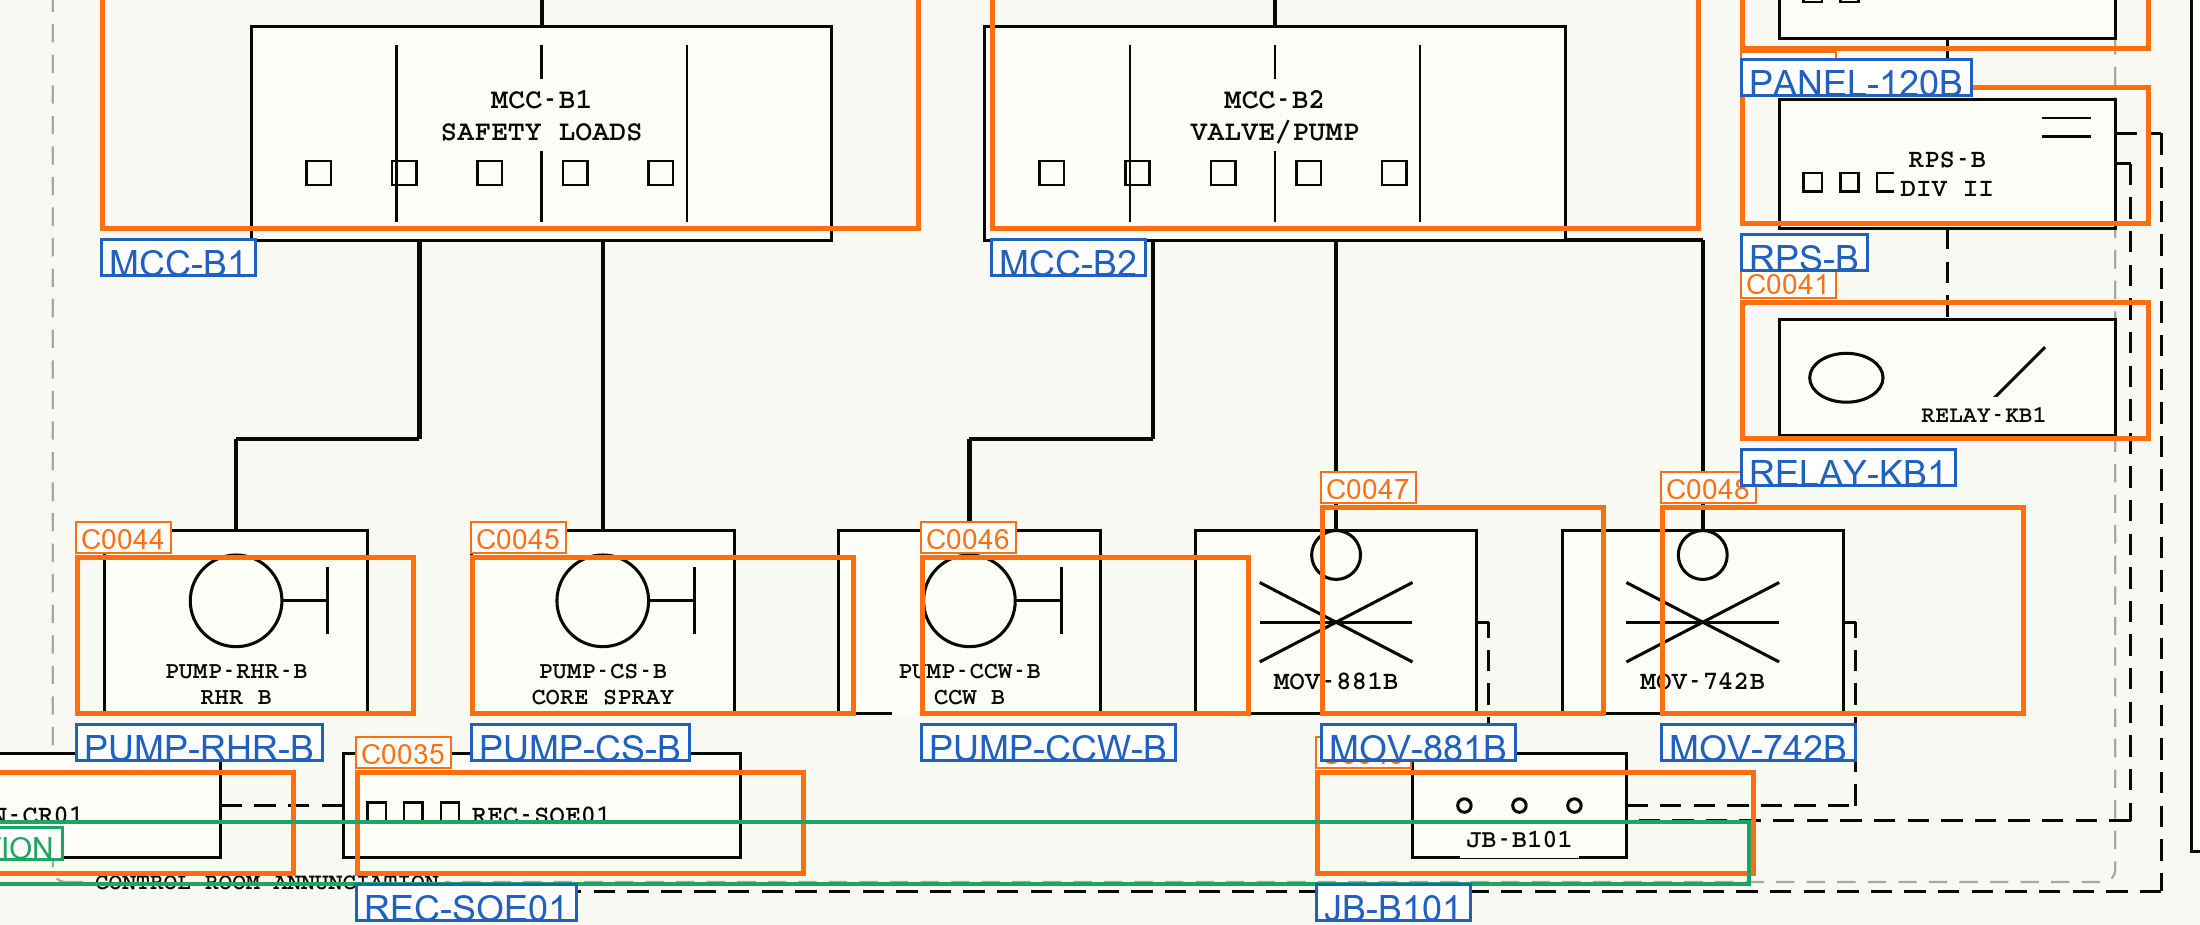 MCC-B1
SAFETY LOADS
MCC-B2
VALVE/PUMP
PANEL-120B
RPS-B
DIV II
MCC-B1
MCC-B2
RPS-B
C0041
RELAY-KB1
RELAY-KB1
C0047
C0048
C0044
C0045
C0046
PUMP-RHR-B
RHR B
PUMP-CS-B
CORE SPRAY
PUMP-CCW-B
CCW B
MOV-881B
MOV-742B
PUMP-RHR-B
C0035
PUMP-CS-B
PUMP-CCW-B
MOV-881B
MOV-742B
N-CR01
REC-SOE01
JB-B101
TION
CONTROL ROOM ANNUNCIATION
REC-SOE01
JB-B101